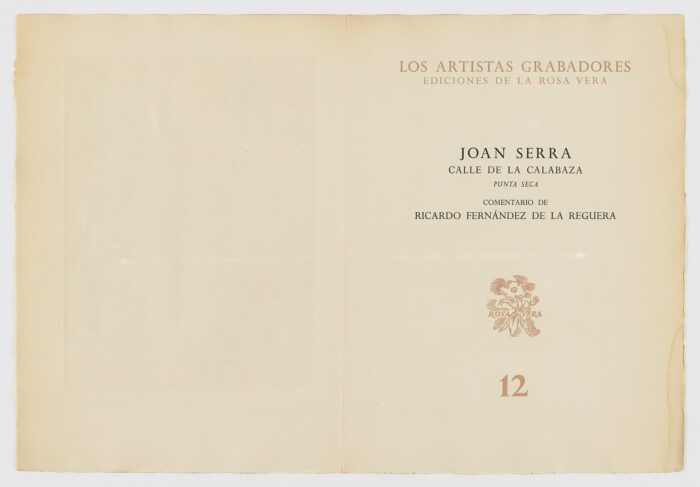 LOS ARTISTAS GRABADORES
EDICIONES DE LA ROSA VERA
JOAN SERRA
CALLE DE LA CALABAZA
PUNTA SECA
COMENTARIO DE
RICARDO FERNÁNDEZ DE LA REGUERA
ROSA VERA
12